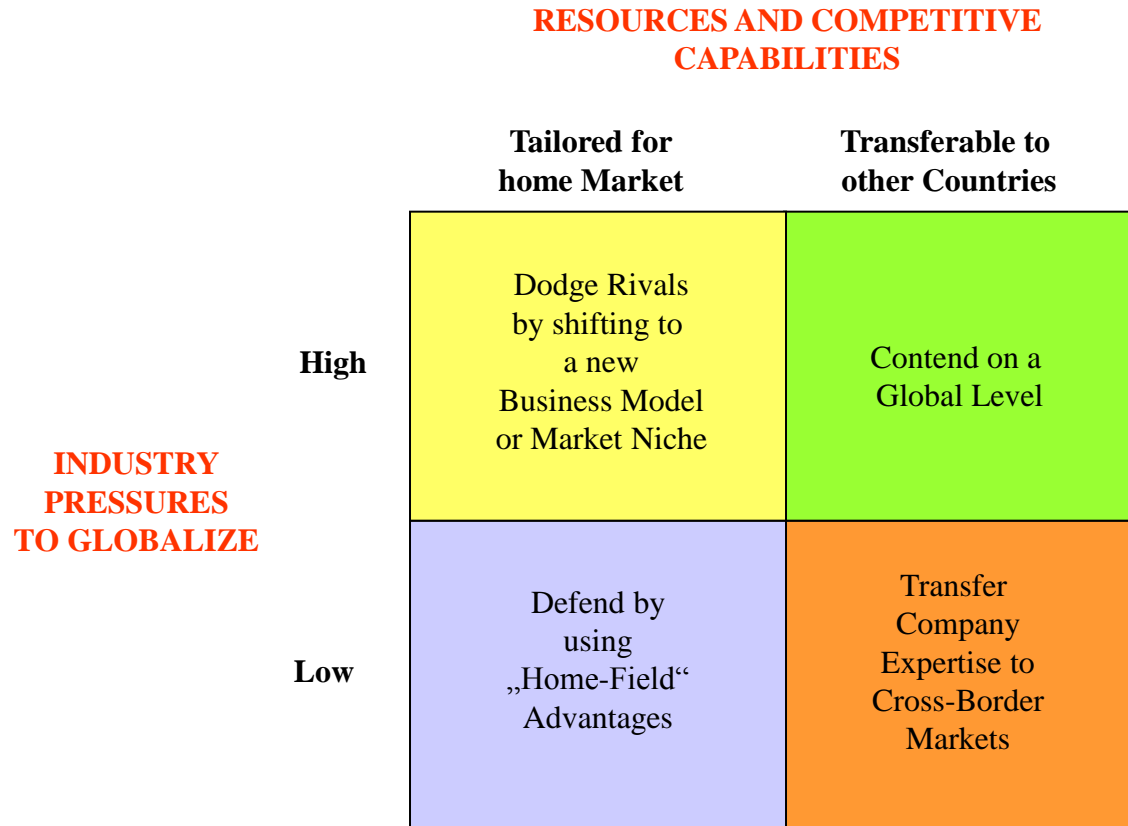 RESOURCES AND COMPETITIVE
CAPABILITIES
Tailored for
home Market
Transferable to
other Countries
INDUSTRY
PRESSURES
TO GLOBALIZE
High
Dodge Rivals
by shifting to
a new
Business Model
or Market Niche
Contend on a
Global Level
Low
Defend by
using
„Home-Field“
Advantages
Transfer
Company
Expertise to
Cross-Border
Markets